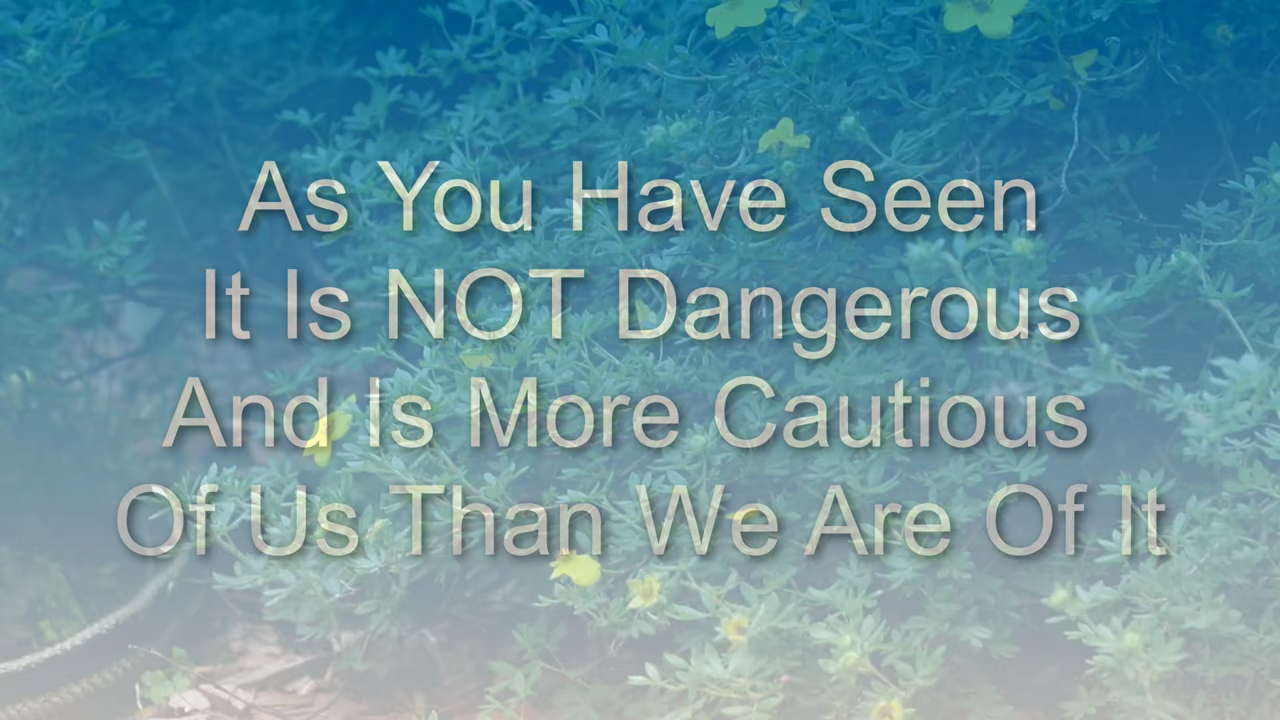 As You Have Seen
It Is NOT Dangerous
And Is More Cautious
Of Us Than We Are Of It